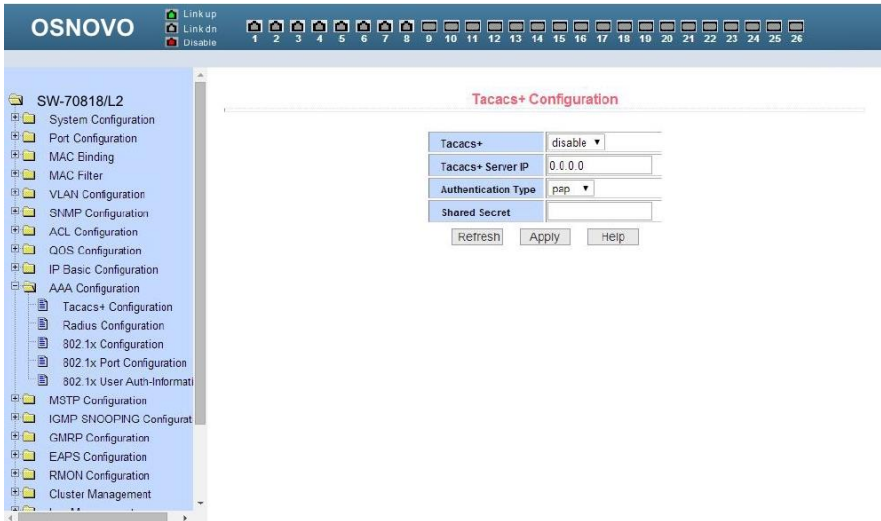 OSNOVO
Link up
Link dn
Disable
1 2 3 4 5 6 7 8 9 10 11 12 13 14 15 16 17 18 19 20 21 22 23 24 25 26
SW-70818/L2
System Configuration
Port Configuration
MAC Binding
MAC Filter
VLAN Configuration
SNMP Configuration
ACL Configuration
QOS Configuration
IP Basic Configuration
AAA Configuration
Tacacs+ Configuration
Radius Configuration
802.1x Configuration
802.1x Port Configuration
802.1x User Auth-Informati
MSTP Configuration
IGMP SNOOPING Configurat
GMRP Configuration
EAPS Configuration
RMON Configuration
Cluster Management
Tacacs+ Configuration
Tacacs+ disable
Tacacs+ Server IP 0.0.0.0
Authentication Type pap
Shared Secret
Refresh Apply Help